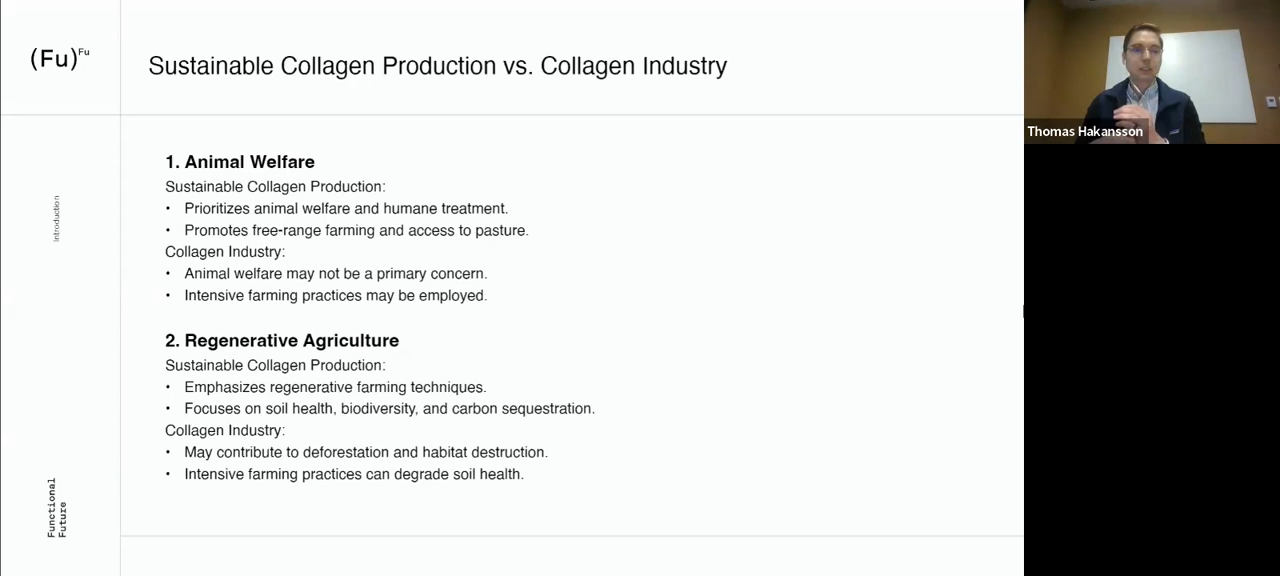 (Fu)Fu
Sustainable Collagen Production vs. Collagen Industry
Thomas Hakansson
Introduction
1. Animal Welfare
Sustainable Collagen Production:
• Prioritizes animal welfare and humane treatment.
• Promotes free-range farming and access to pasture.
Collagen Industry:
• Animal welfare may not be a primary concern.
• Intensive farming practices may be employed.
2. Regenerative Agriculture
Sustainable Collagen Production:
• Emphasizes regenerative farming techniques.
• Focuses on soil health, biodiversity, and carbon sequestration.
Collagen Industry:
• May contribute to deforestation and habitat destruction.
• Intensive farming practices can degrade soil health.
Functional
Future